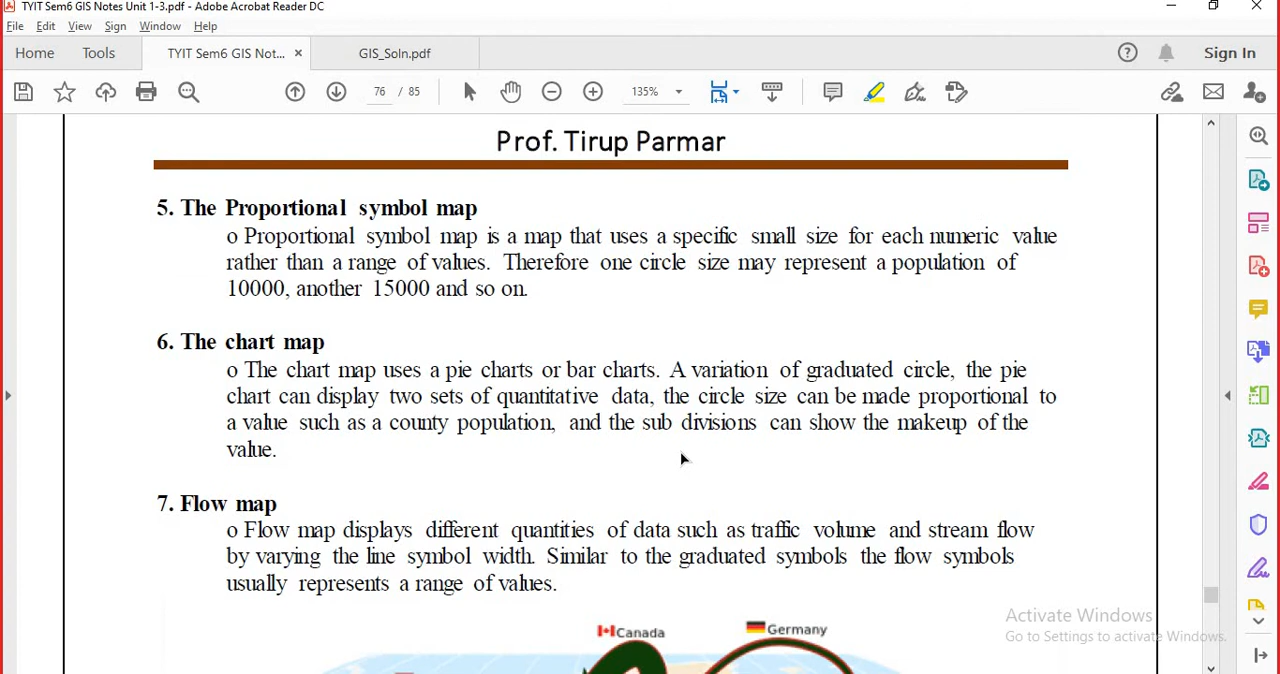 TYIT Sem6 GIS Notes Unit 1-3.pdf - Adobe Acrobat Reader DC
File Edit View Sign Window Help
Home Tools TYIT Sem6 GIS Not... × GIS_Soln.pdf Sign In
76 / 85 135%
Prof. Tirup Parmar
5. The Proportional symbol map
o Proportional symbol map is a map that uses a specific small size for each numeric value
rather than a range of values. Therefore one circle size may represent a population of
10000, another 15000 and so on.
6. The chart map
o The chart map uses a pie charts or bar charts. A variation of graduated circle, the pie
chart can display two sets of quantitative data, the circle size can be made proportional to
a value such as a county population, and the sub divisions can show the makeup of the
value.
7. Flow map
o Flow map displays different quantities of data such as traffic volume and stream flow
by varying the line symbol width. Similar to the graduated symbols the flow symbols
usually represents a range of values.
Activate Windows
Go to Settings to activate Windows.
Canada Germany